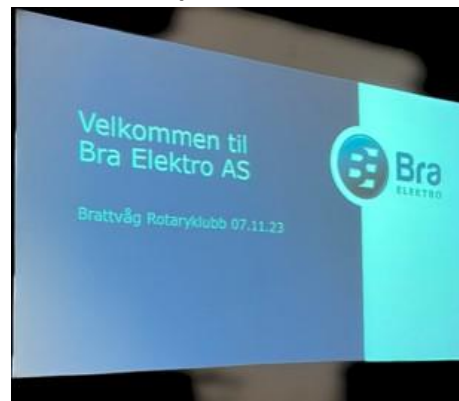 Velkommen til
Bra Elektro AS
Brattvåg Rotaryklubb 07.11.23
Bra
ELEKTRO